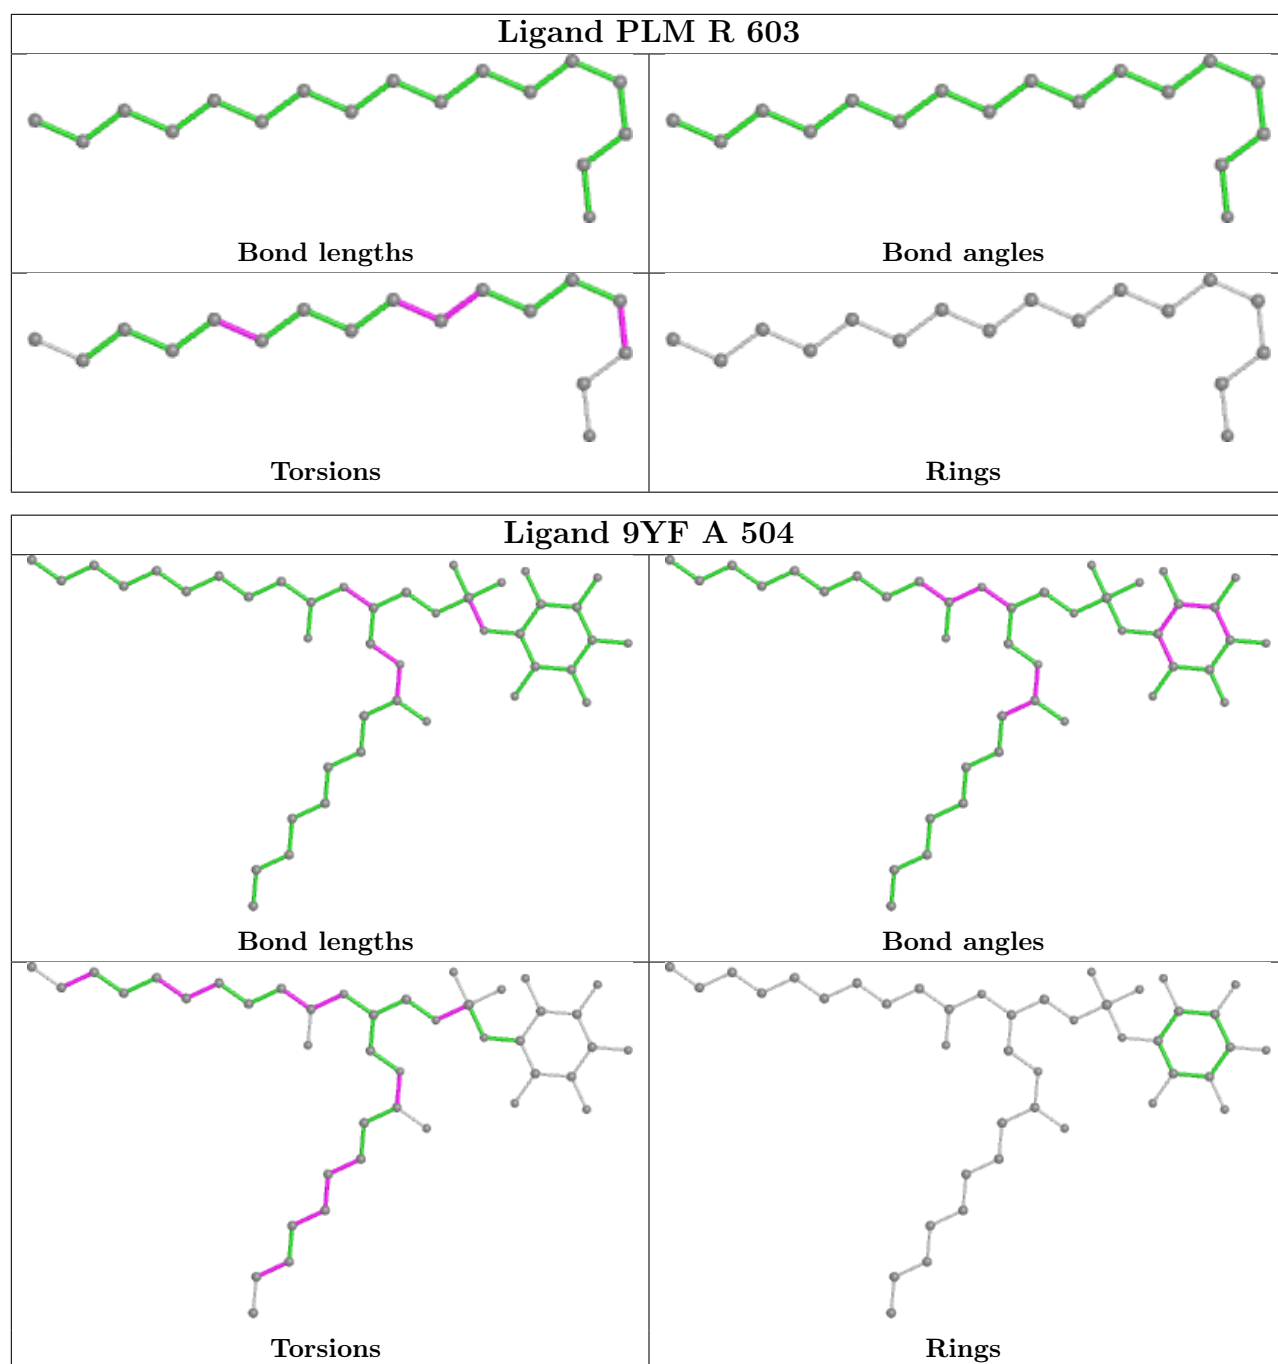 Ligand PLM R 603
Bond lengths
Bond angles
Torsions
Rings
Ligand 9YF A 504
Bond lengths
Bond angles
Torsions
Rings